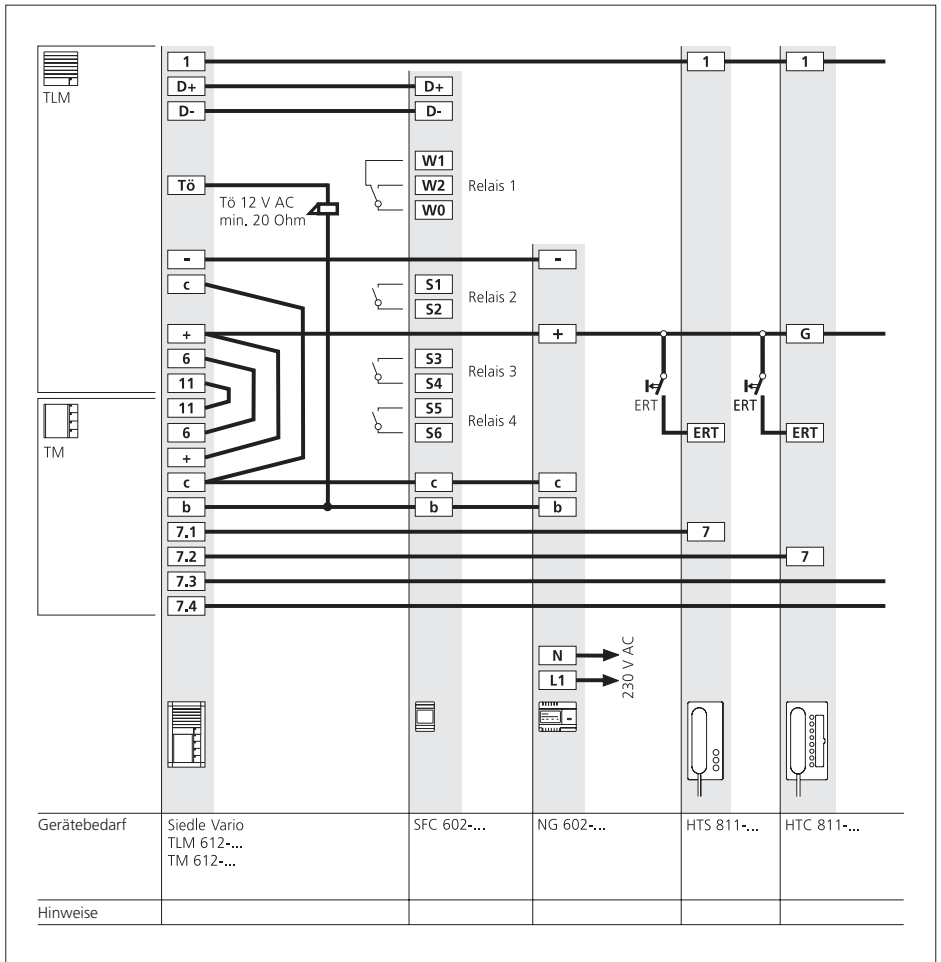 TLM
1
1
1
D+
D+
D-
D-
W1
Tö
W2
Relais 1
Tö 12 V AC
min. 20 Ohm
W0
-
-
c
S1
Relais 2
S2
+
+
G
6
S3
Relais 3
11
S4
ERT
ERT
11
S5
Relais 4
TM
6
S6
ERT
ERT
+
c
c
c
b
b
b
7.1
7
7.2
7
7.3
7.4
N
L1
230 V AC
Gerätebedarf
Siedle Vario
TLM 612-...
TM 612-...
SFC 602-...
NG 602-...
HTS 811-...
HTC 811-...
Hinweise